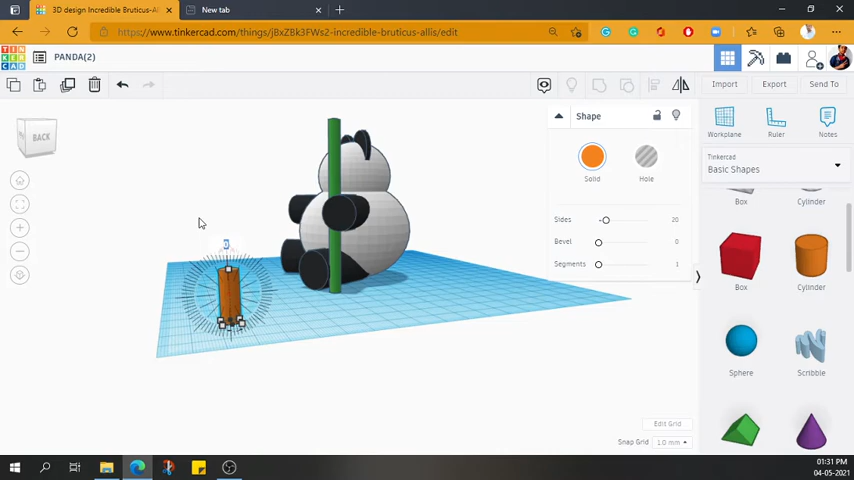 3D design Incredible Bruticus-All
New tab
https://www.tinkercad.com/things/jBxZBk3FWs2-incredible-bruticus-allis/edit
TIN
KER
CAD
PANDA(2)
Import
Export
Send To
BACK
Shape
Solid
Hole
Sides
20
Bevel
0
Segments
1
Workplane
Ruler
Notes
Tinkercad
Basic Shapes
Box
Cylinder
Box
Cylinder
Sphere
Scribble
0
Edit Grid
Snap Grid
1.0 mm
01:31 PM
04-05-2021